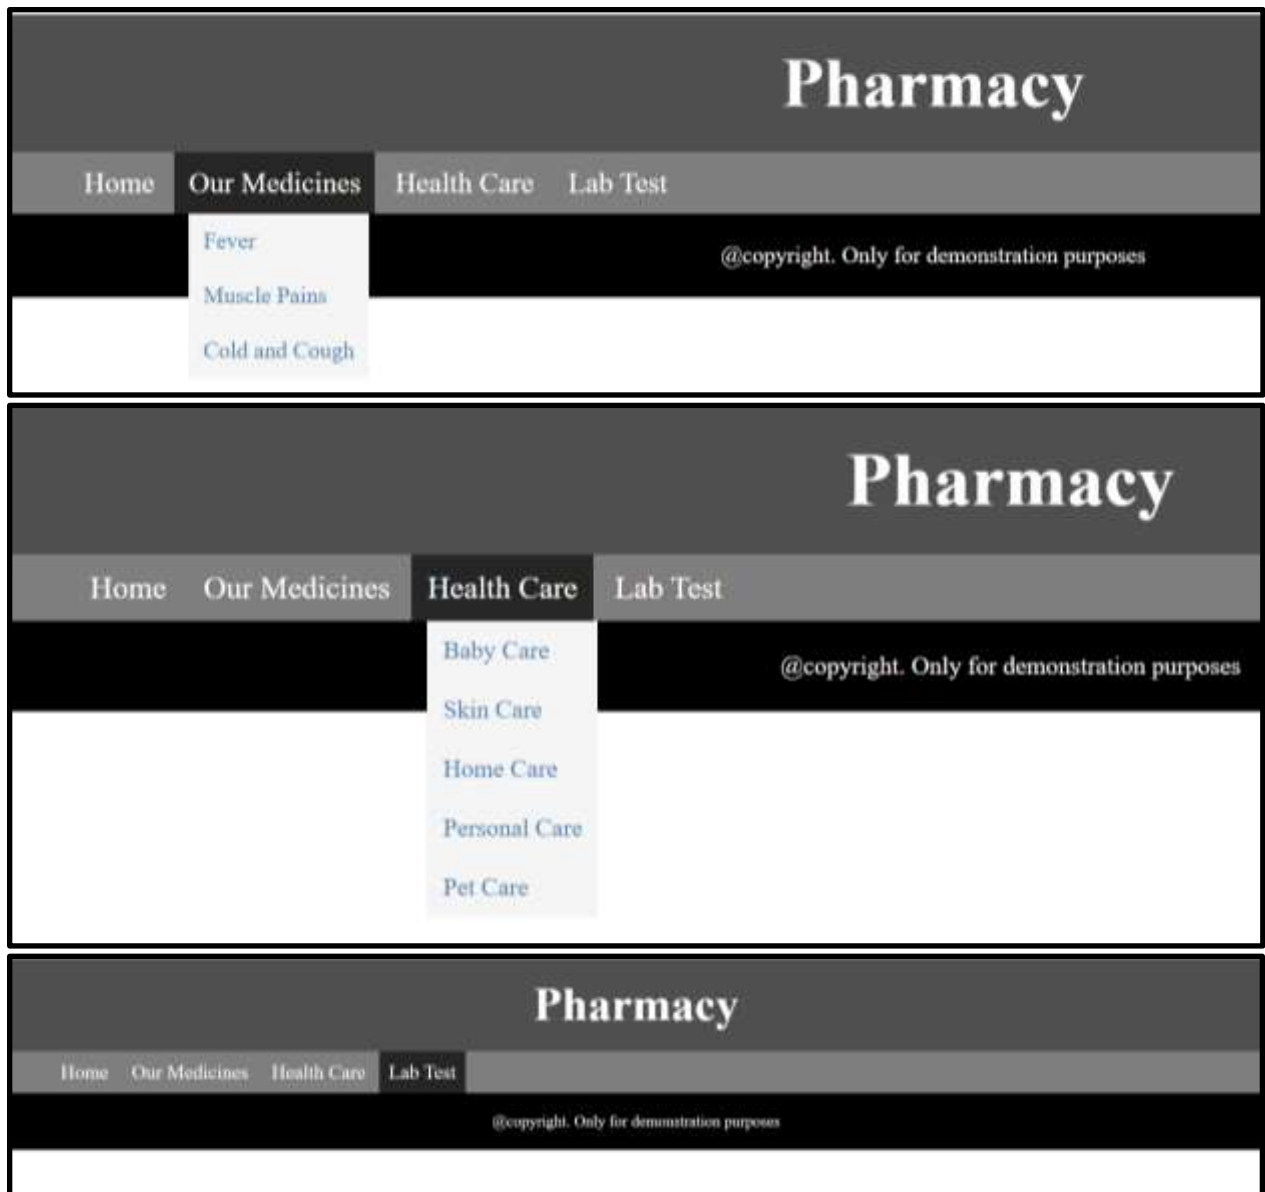 Pharmacy
Home Our Medicines Health Care Lab Test
Fever
@copyright. Only for demonstration purposes
Muscle Pains
Cold and Cough
Pharmacy
Home Our Medicines Health Care Lab Test
Baby Care
@copyright. Only for demonstration purposes
Skin Care
Home Care
Personal Care
Pet Care
Pharmacy
Home Our Medicines Health Care Lab Test
@copyright. Only for demonstration purposes